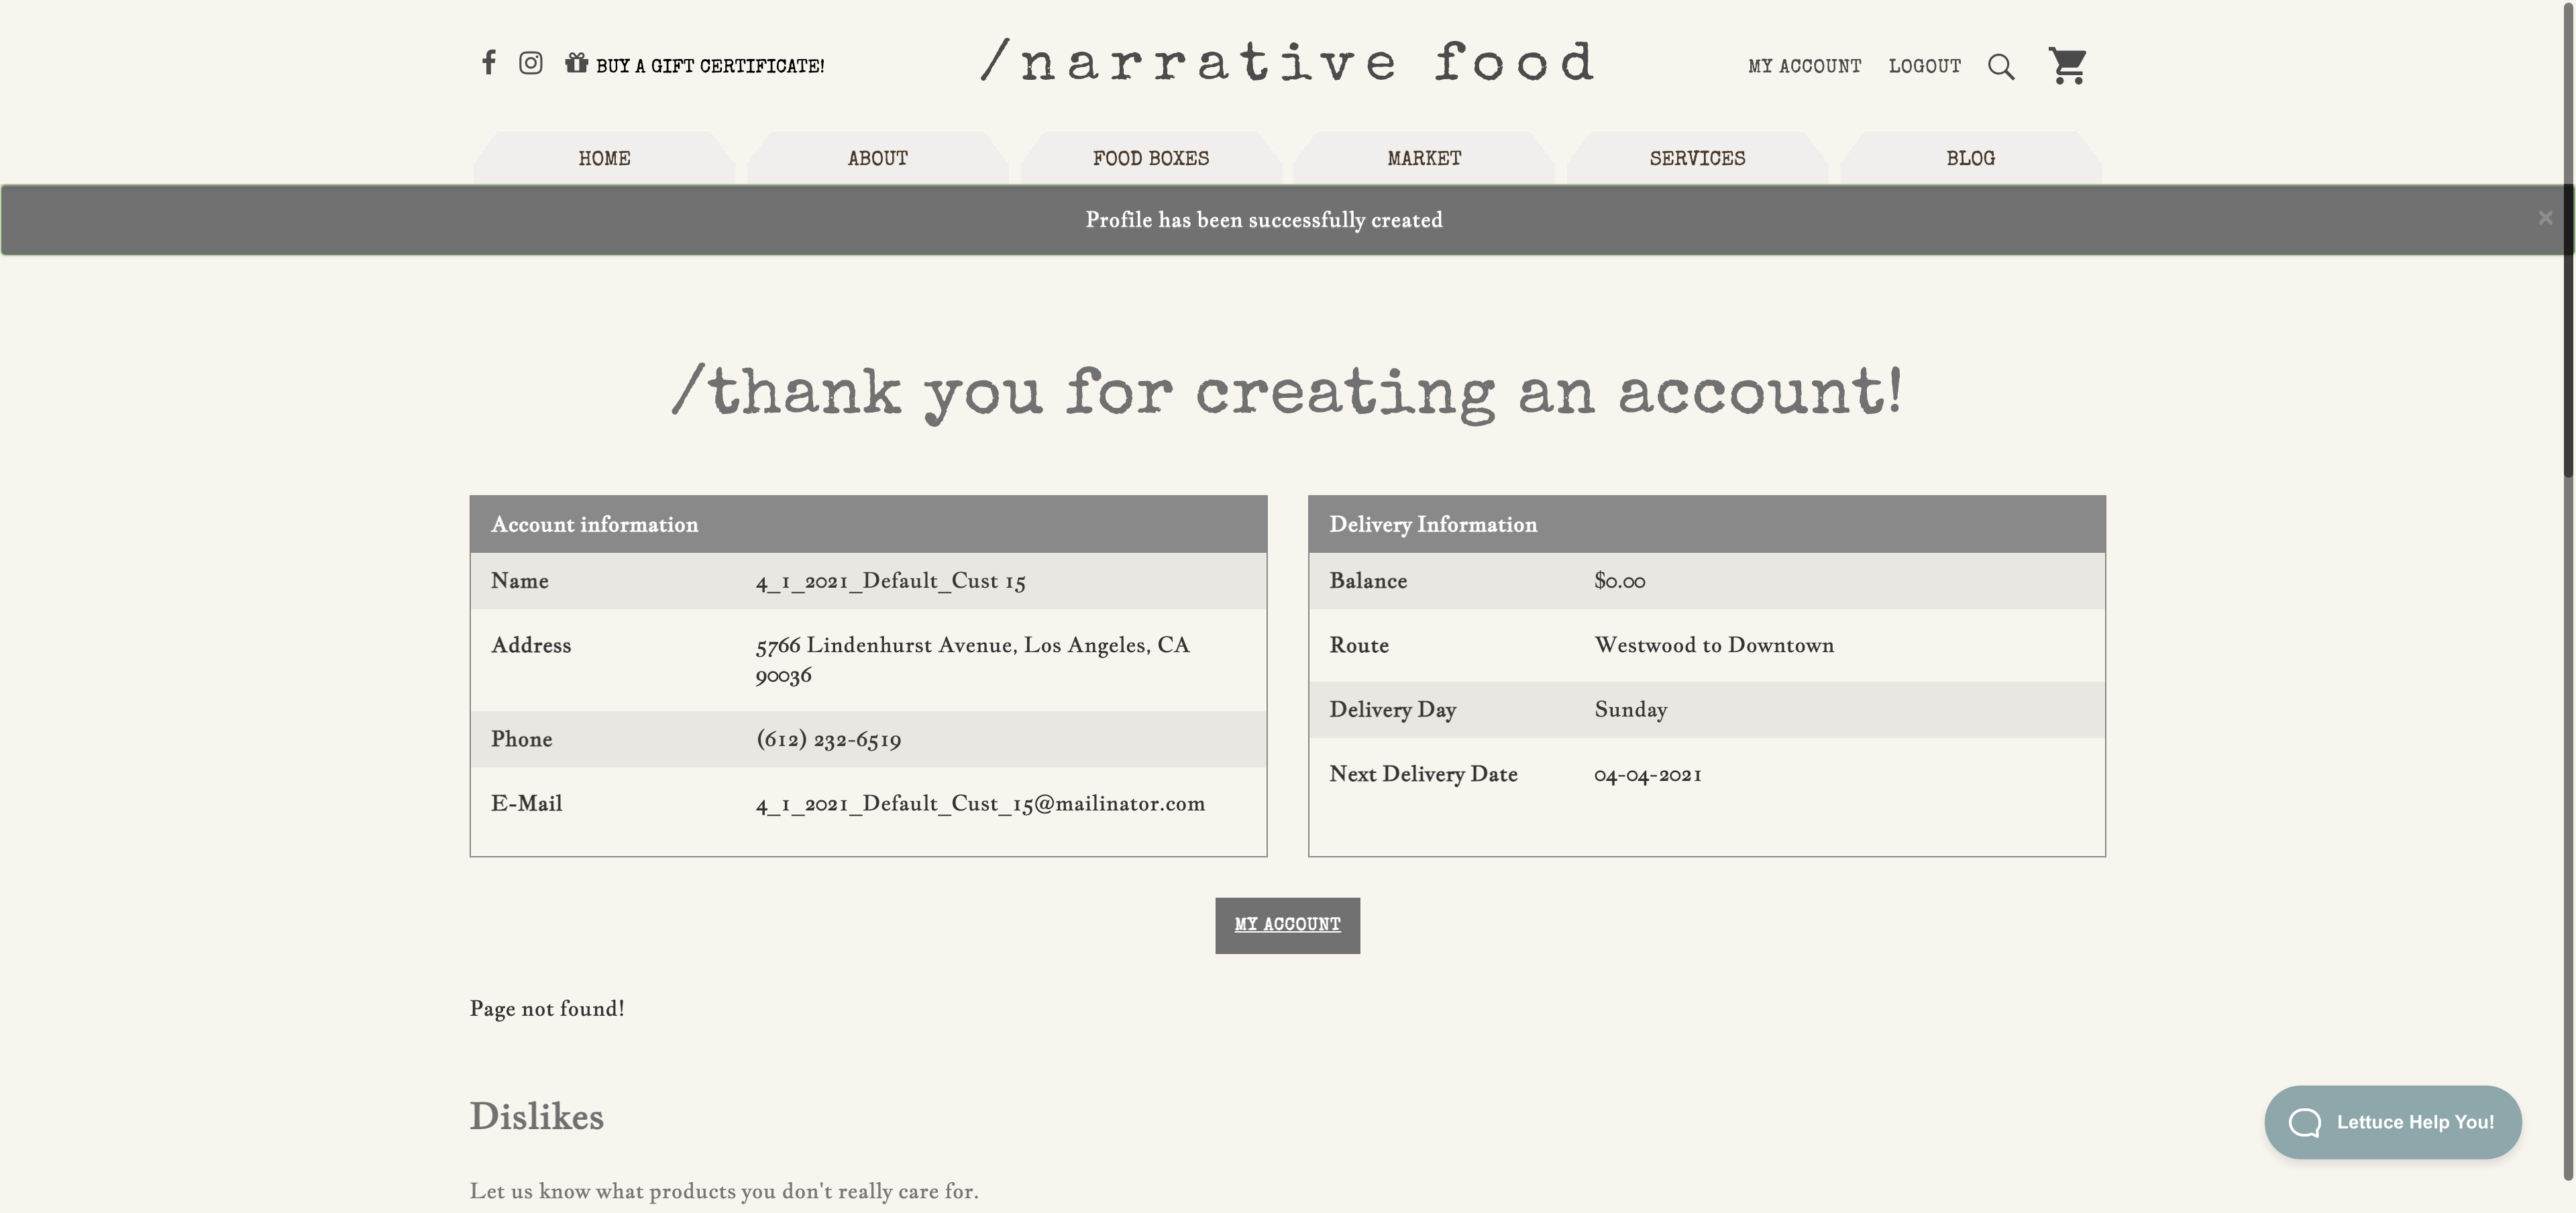 BUY A GIFT CERTIFICATE!
/narrative food
MY ACCOUNT
LOGOUT
HOME
ABOUT
FOOD BOXES
MARKET
SERVICES
BLOG
Profile has been successfully created
×
/thank you for creating an account!
Account information
Name 4_1_2021_Default_Cust 15
Address 5766 Lindenhurst Avenue, Los Angeles, CA
90036
Phone (612) 232-6519
E-Mail 4_1_2021_Default_Cust_15@mailinator.com
Delivery Information
Balance $0.00
Route Westwood to Downtown
Delivery Day Sunday
Next Delivery Date 04-04-2021
MY ACCOUNT
Page not found!
Dislikes
Let us know what products you don't really care for.
Lettuce Help You!